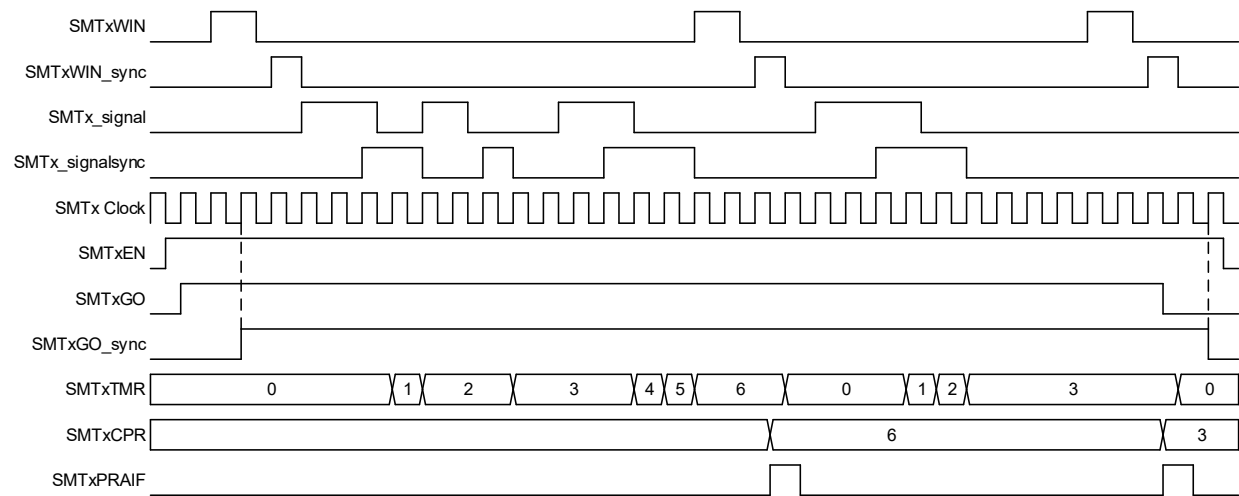 SMTxWIN
SMTxWIN_sync
SMTx_signal
SMTx_signalsync
SMTx Clock
SMTxEN
SMTxGO
SMTxGO_sync
SMTxTMR 0 1 2 3 4 5 6 0 1 2 3 0
SMTxCPR 6 3
SMTxPRAIF